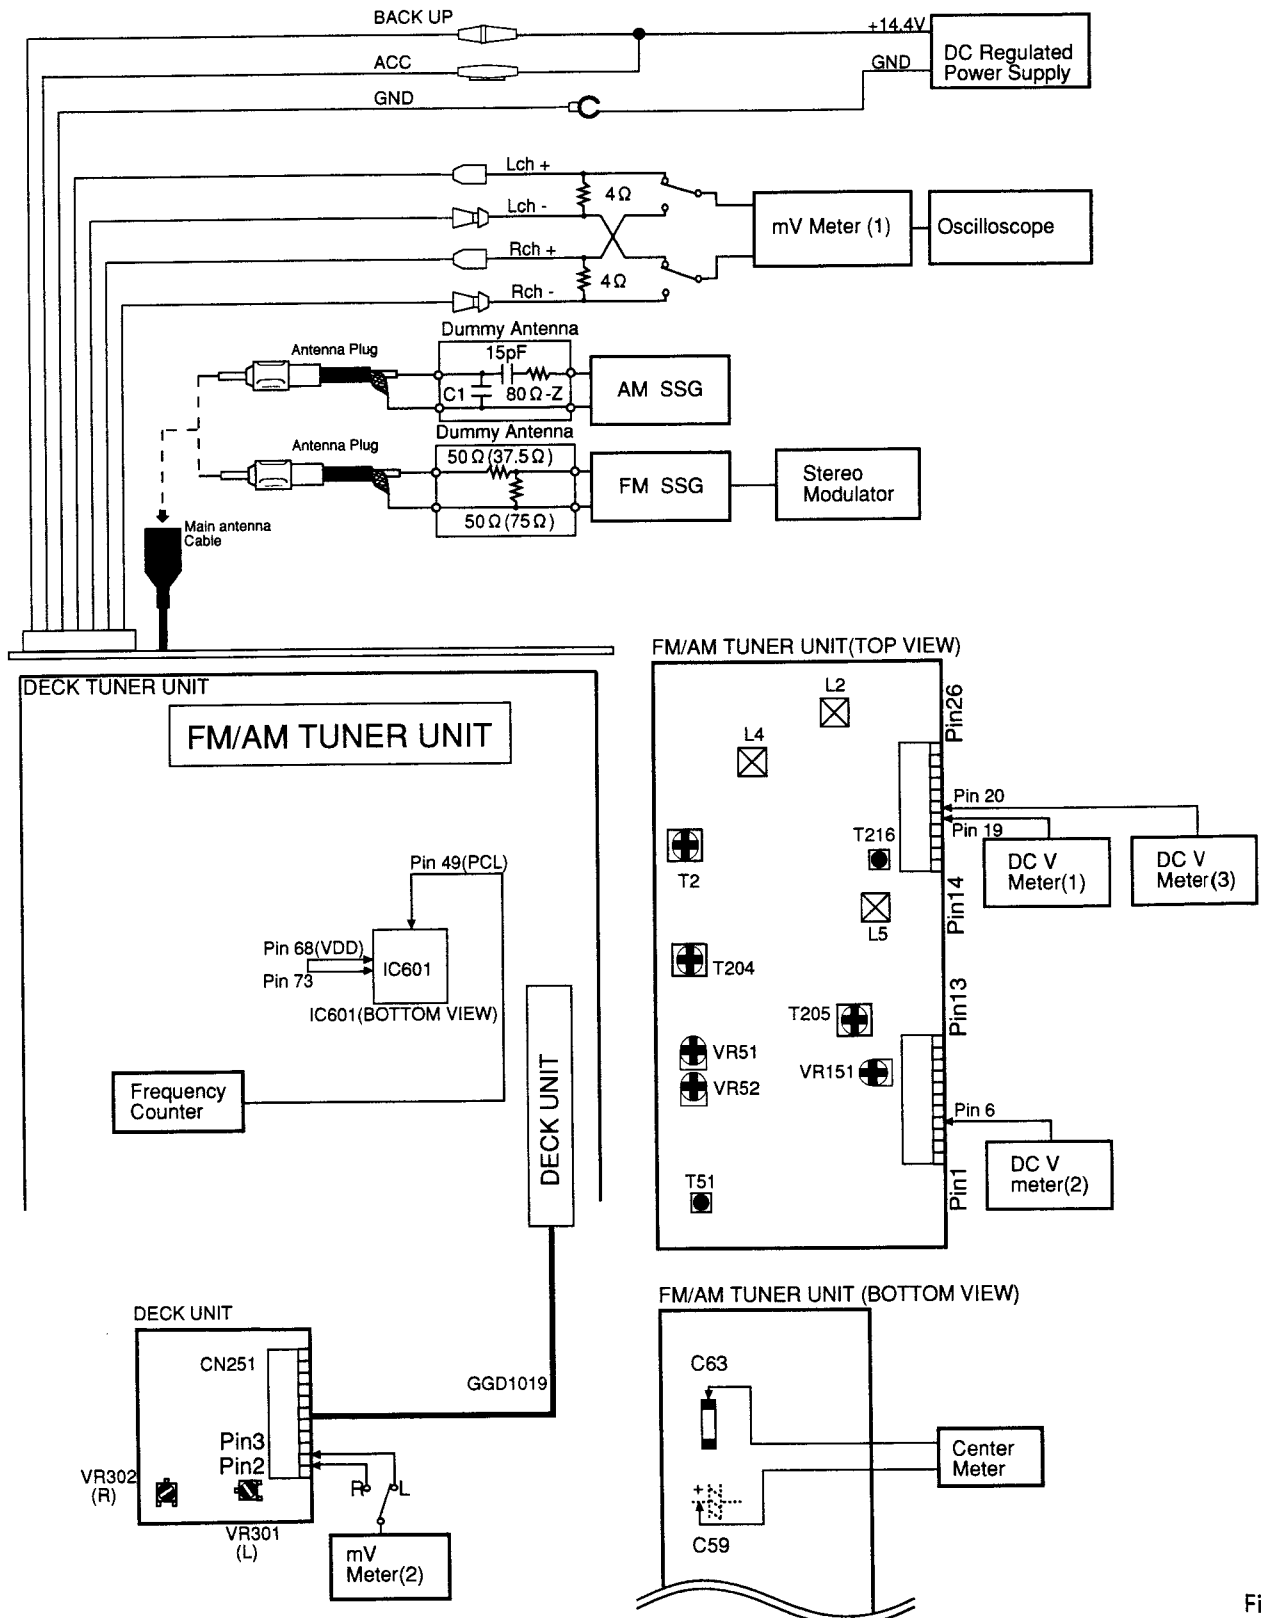 BACK UP
+14.4V
DC Regulated
Power Supply
ACC
GND
GND
Lch +
4Ω
Lch -
mV Meter (1)
Oscilloscope
Rch +
4Ω
Rch -
Dummy Antenna
Antenna Plug
15pF
C1
80Ω-Z
AM SSG
Dummy Antenna
Antenna Plug
50Ω(37.5Ω)
FM SSG
Stereo
Modulator
50Ω(75Ω)
Main antenna
Cable
FM/AM TUNER UNIT(TOP VIEW)
DECK TUNER UNIT
FM/AM TUNER UNIT
L2
L4
Pin26
Pin 20
Pin 19
T216
T2
DC V
Meter(1)
DC V
Meter(3)
Pin14
L5
Pin 49(PCL)
Pin 68(VDD)
Pin 73
IC601
IC601(BOTTOM VIEW)
T204
T205
Pin13
VR51
VR52
VR151
Frequency
Counter
DECK UNIT
Pin 6
DC V
meter(2)
T51
Pin1
FM/AM TUNER UNIT (BOTTOM VIEW)
DECK UNIT
CN251
GGD1019
C63
Pin3
Pin2
VR302
(R)
R
L
VR301
(L)
mV
Meter(2)
Center
Meter
+
C59
Fi